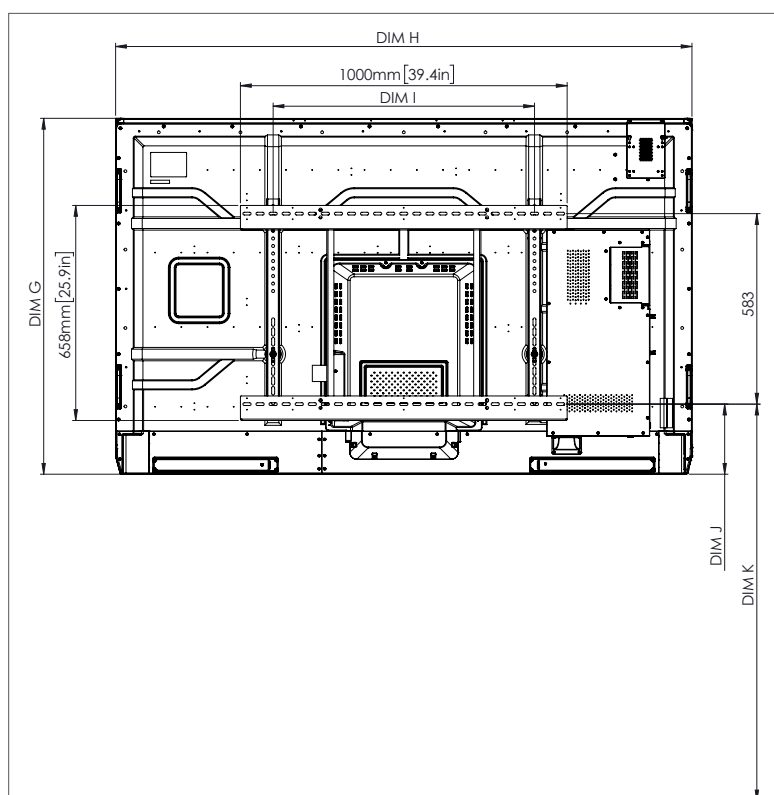 DIM H
1000mm[39.4in]
DIM I
DIM G
658mm [25.9in]
583
DIM J
DIM K